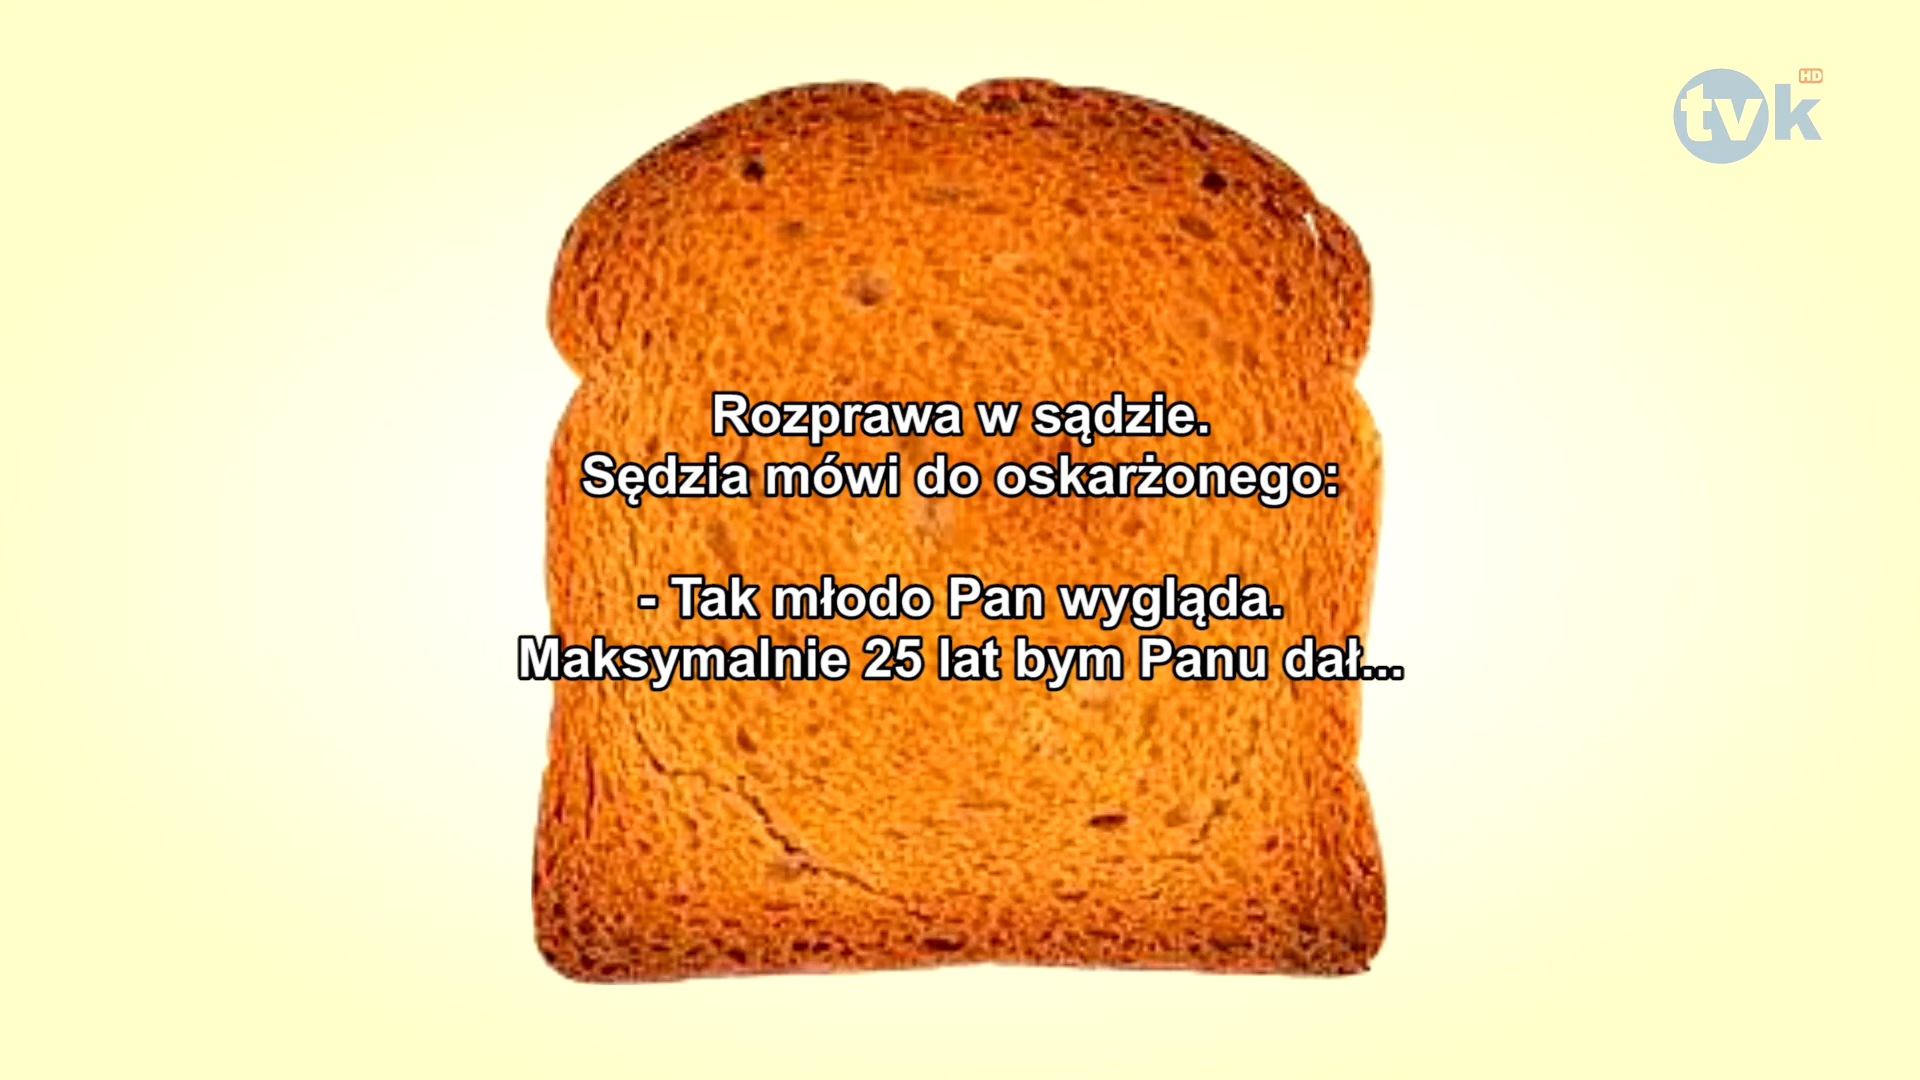 tvk HD
Rozprawa w sądzie.
Sędzia mówi do oskarżonego:
- Tak młodo Pan wygląda.
Maksymalnie 25 lat bym Panu dał...